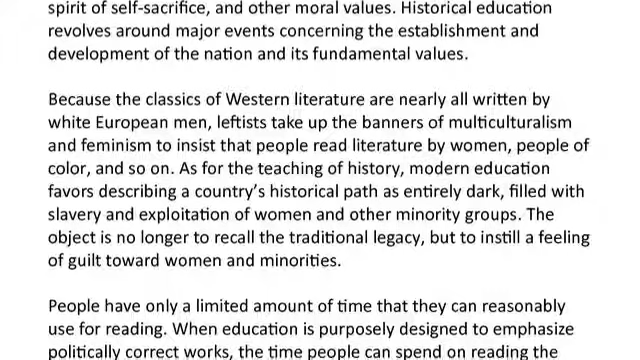 spirit of self-sacrifice, and other moral values. Historical education
revolves around major events concerning the establishment and
development of the nation and its fundamental values.
Because the classics of Western literature are nearly all written by
white European men, leftists take up the banners of multiculturalism
and feminism to insist that people read literature by women, people of
color, and so on. As for the teaching of history, modern education
favors describing a country’s historical path as entirely dark, filled with
slavery and exploitation of women and other minority groups. The
object is no longer to recall the traditional legacy, but to instill a feeling
of guilt toward women and minorities.
People have only a limited amount of time that they can reasonably
use for reading. When education is purposely designed to emphasize
politically correct works, the time people can spend on reading the